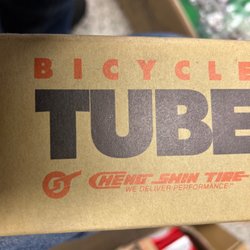 BICYCLE
TUBE
CHENG SHIN TIRE
WE DELIVER PERFORMANCE!